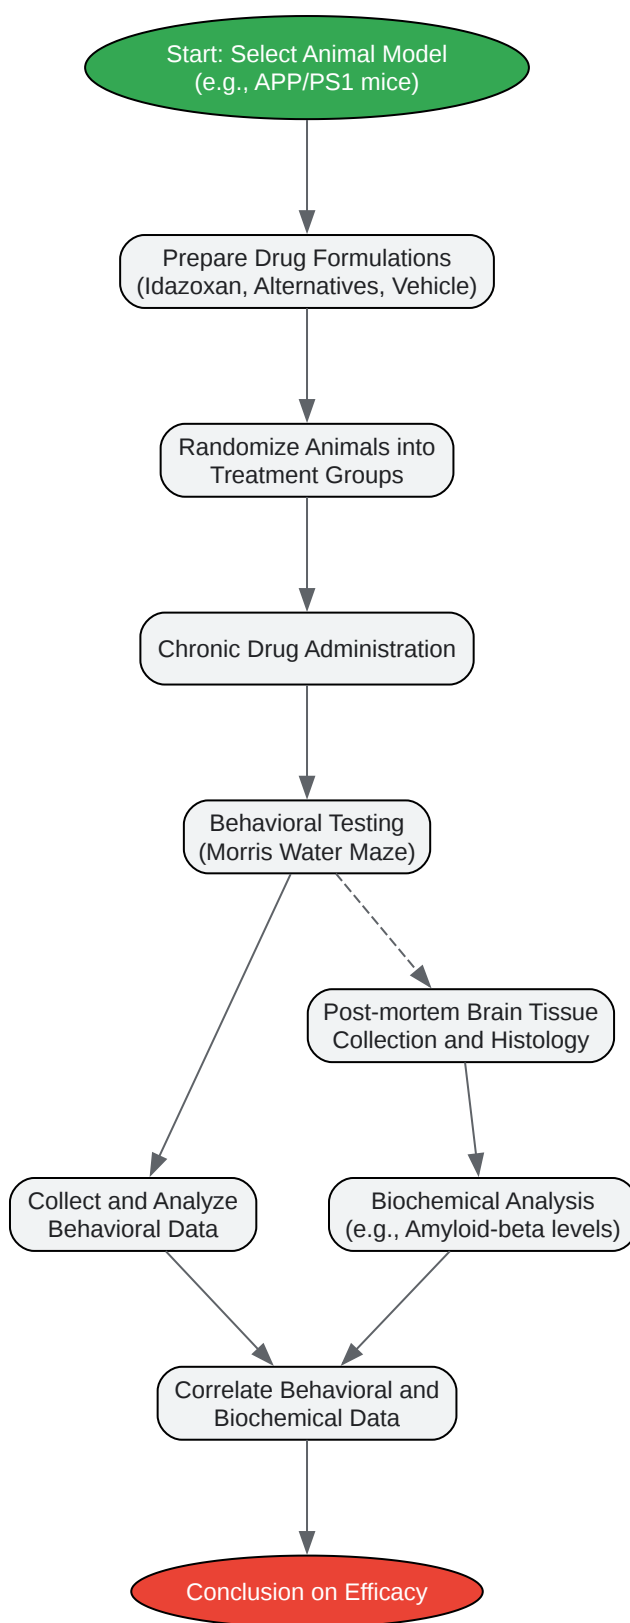 Start: Select Animal Model
(e.g., APP/PS1 mice)
Prepare Drug Formulations
(Idazoxan, Alternatives, Vehicle)
Randomize Animals into
Treatment Groups
Chronic Drug Administration
Behavioral Testing
(Morris Water Maze)
Post-mortem Brain Tissue
Collection and Histology
Collect and Analyze
Behavioral Data
Biochemical Analysis
(e.g., Amyloid-beta levels)
Correlate Behavioral and
Biochemical Data
Conclusion on Efficacy